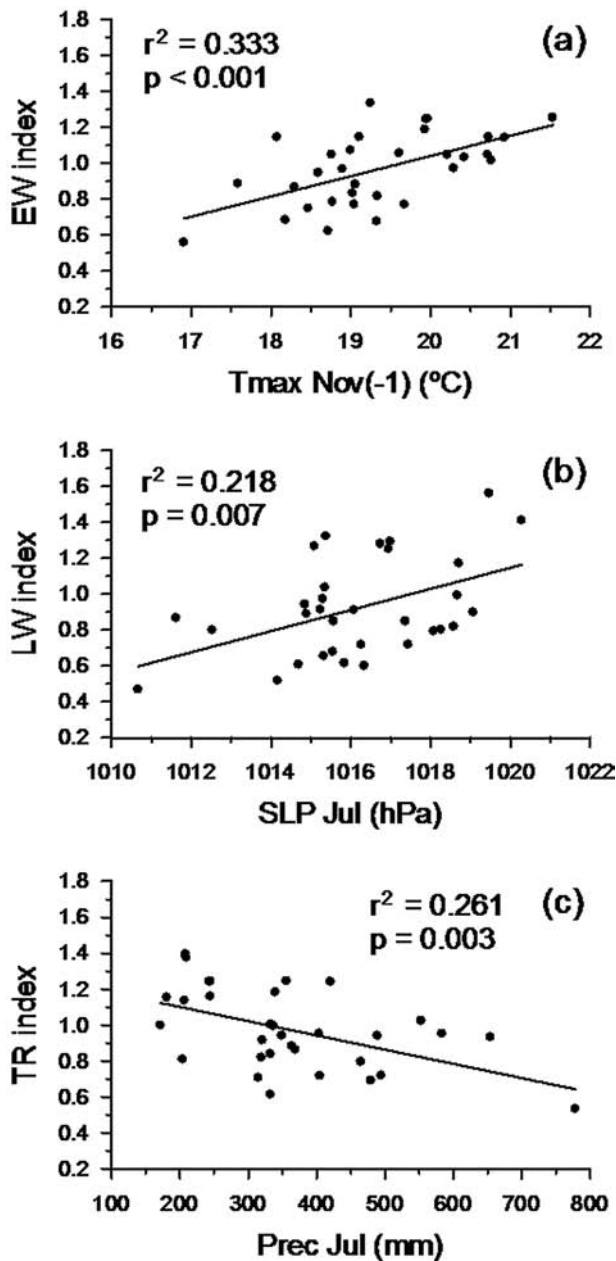 (a)
r² = 0.333
p < 0.001
1.8
1.6
1.4
1.2
1.0
0.8
0.6
0.4
0.2
EW index
16 17 18 19 20 21 22
Tmax Nov(-1) (ºC)
(b)
r² = 0.218
p = 0.007
1.8
1.6
1.4
1.2
1.0
0.8
0.6
0.4
0.2
LW index
1010 1012 1014 1016 1018 1020 1022
SLP Jul (hPa)
(c)
r² = 0.261
p = 0.003
1.8
1.6
1.4
1.2
1.0
0.8
0.6
0.4
0.2
TR index
100 200 300 400 500 600 700 800
Prec Jul (mm)